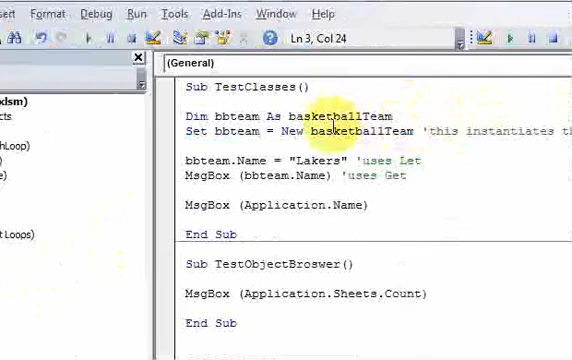 sert Format Debug Run Tools Add-Ins Window Help
Ln 3, Col 24
(General)
xlsm)
cts
hLoop)
e)
t Loops)
Sub TestClasses()
Dim bbteam As basketballTeam
Set bbteam = New basketballTeam 'this instantiates th
bbteam.Name = "Lakers" 'uses Let
MsgBox (bbteam.Name) 'uses Get
MsgBox (Application.Name)
End Sub
Sub TestObjectBroswer()
MsgBox (Application.Sheets.Count)
End Sub